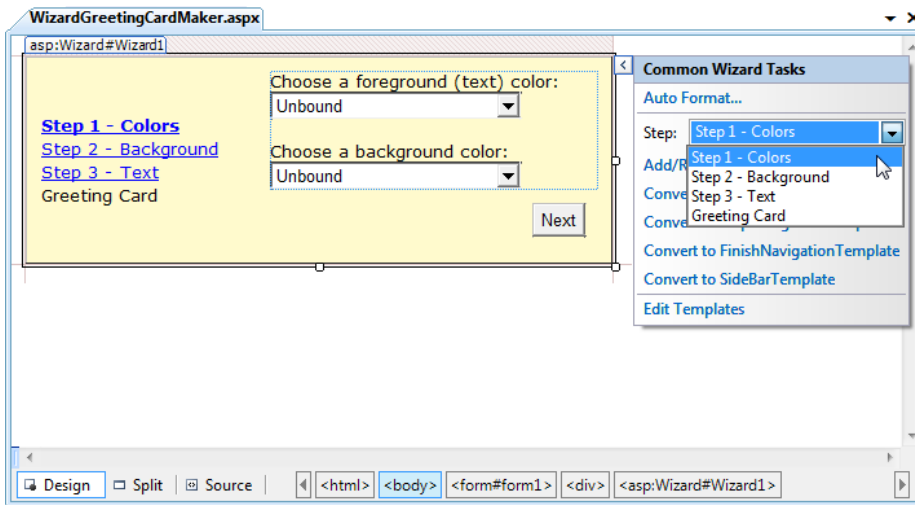 WizardGreetingCardMaker.aspx
asp:Wizard#Wizard1
Choose a foreground (text) color:
Unbound
Step 1 - Colors
Step 2 - Background
Choose a background color:
Step 3 - Text
Unbound
Greeting Card
Next
Common Wizard Tasks
Auto Format...
Step: Step 1 - Colors
Step 1 - Colors
Add/R
Step 2 - Background
Conve
Step 3 - Text
Greeting Card
Conve
Convert to FinishNavigationTemplate
Convert to SideBarTemplate
Edit Templates
Design Split Source <html> <body> <form#form1> <div> <asp:Wizard#Wizard1>